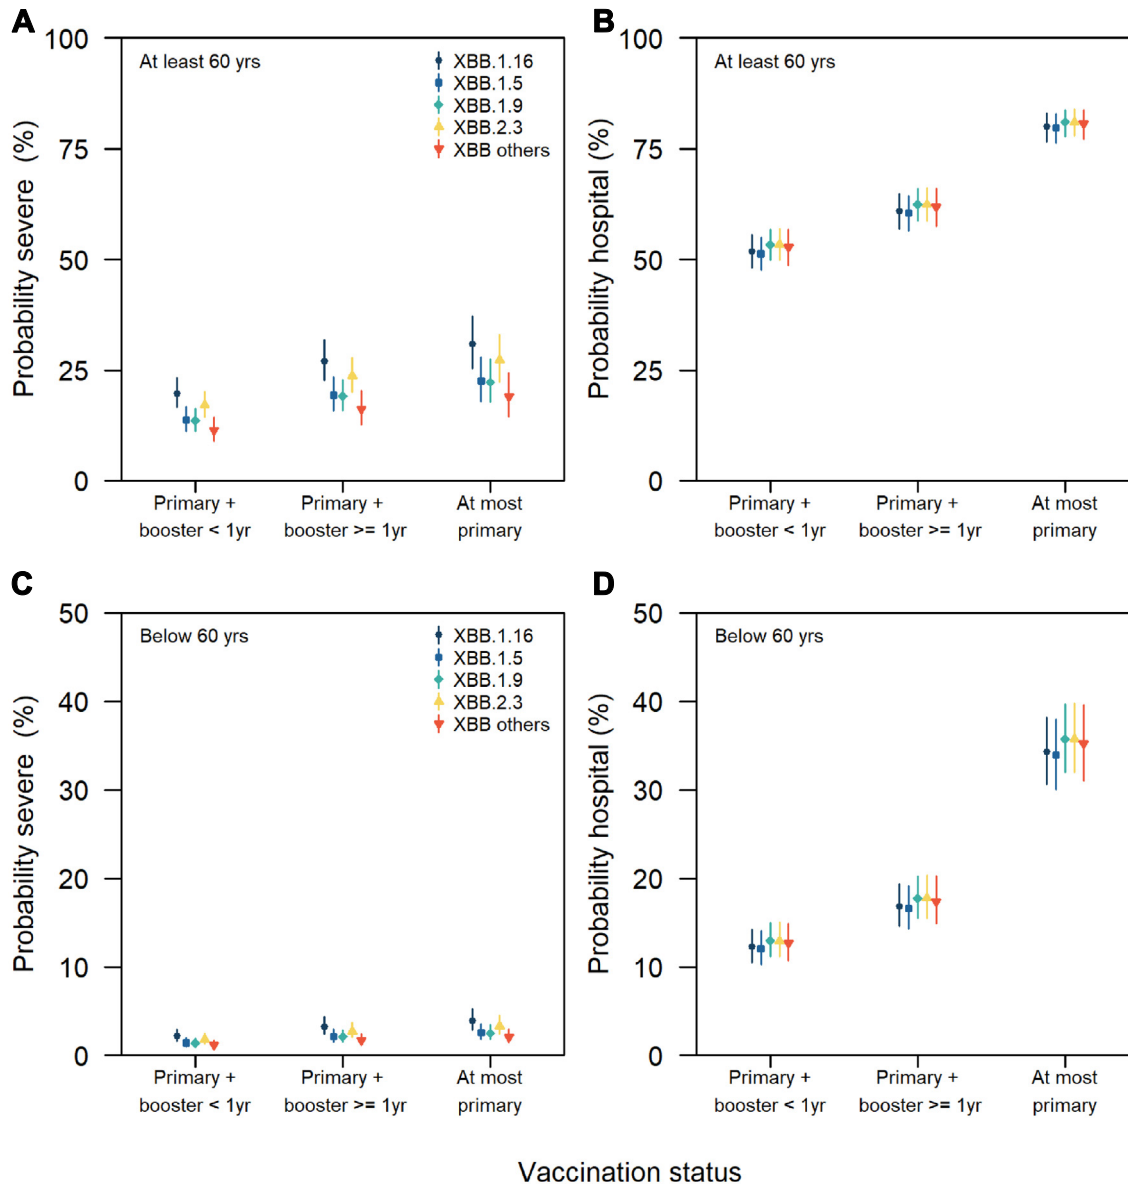 A
100
75
50
25
0
Probability severe (%)
At least 60 yrs
XBB.1.16
XBB.1.5
XBB.1.9
XBB.2.3
XBB others
Primary +
booster < 1yr
Primary +
booster >= 1yr
At most
primary
B
100
75
50
25
0
Probability hospital (%)
At least 60 yrs
Primary +
booster < 1yr
Primary +
booster >= 1yr
At most
primary
C
50
40
30
20
10
0
Probability severe (%)
Below 60 yrs
XBB.1.16
XBB.1.5
XBB.1.9
XBB.2.3
XBB others
Primary +
booster < 1yr
Primary +
booster >= 1yr
At most
primary
D
50
40
30
20
10
0
Probability hospital (%)
Below 60 yrs
Primary +
booster < 1yr
Primary +
booster >= 1yr
At most
primary
Vaccination status